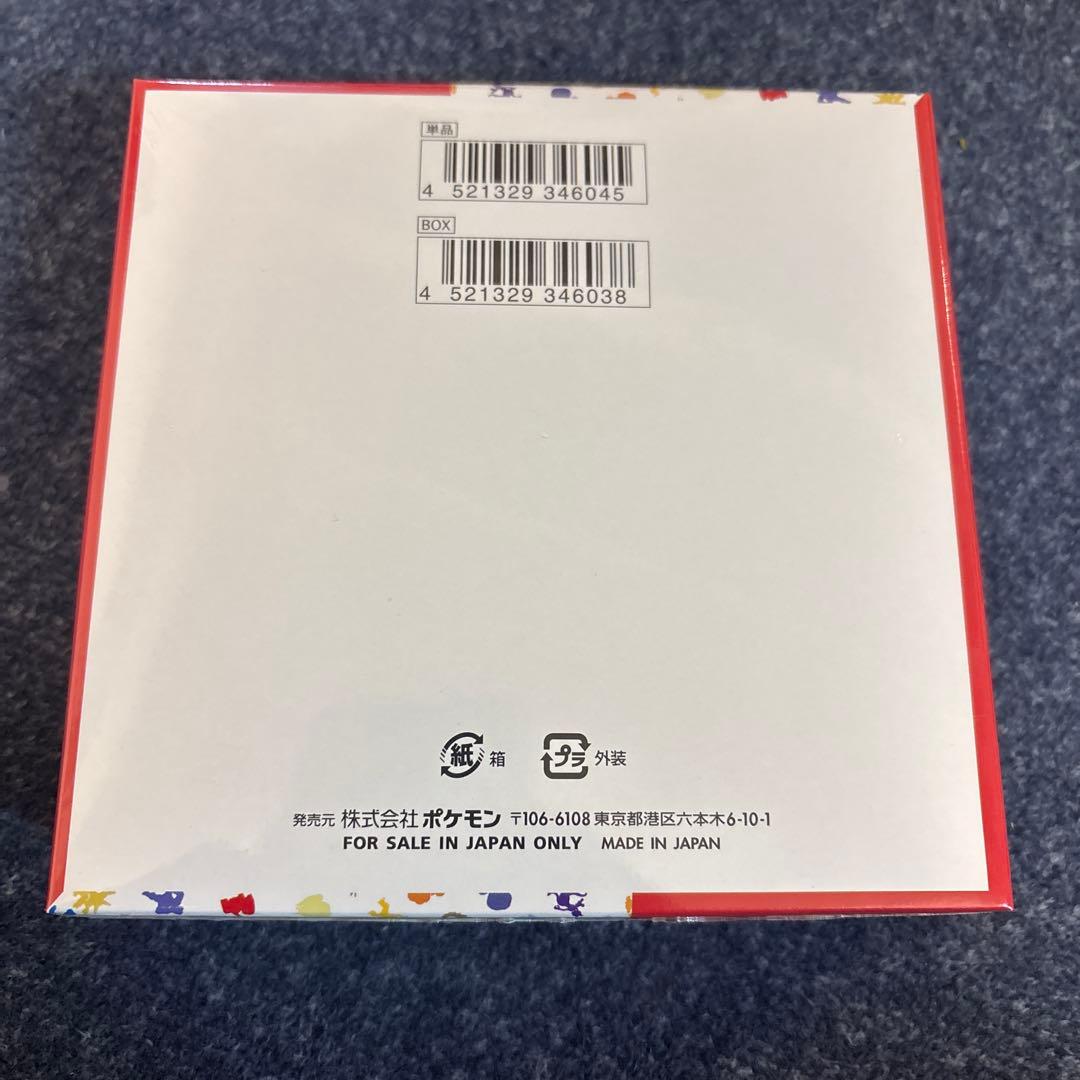 単品
4 521329 346045
BOX
4 521329 346038
紙 箱 プラ 外装
発売元 株式会社 ポケモン 〒106-6108 東京都港区六本木6-10-1
FOR SALE IN JAPAN ONLY MADE IN JAPAN